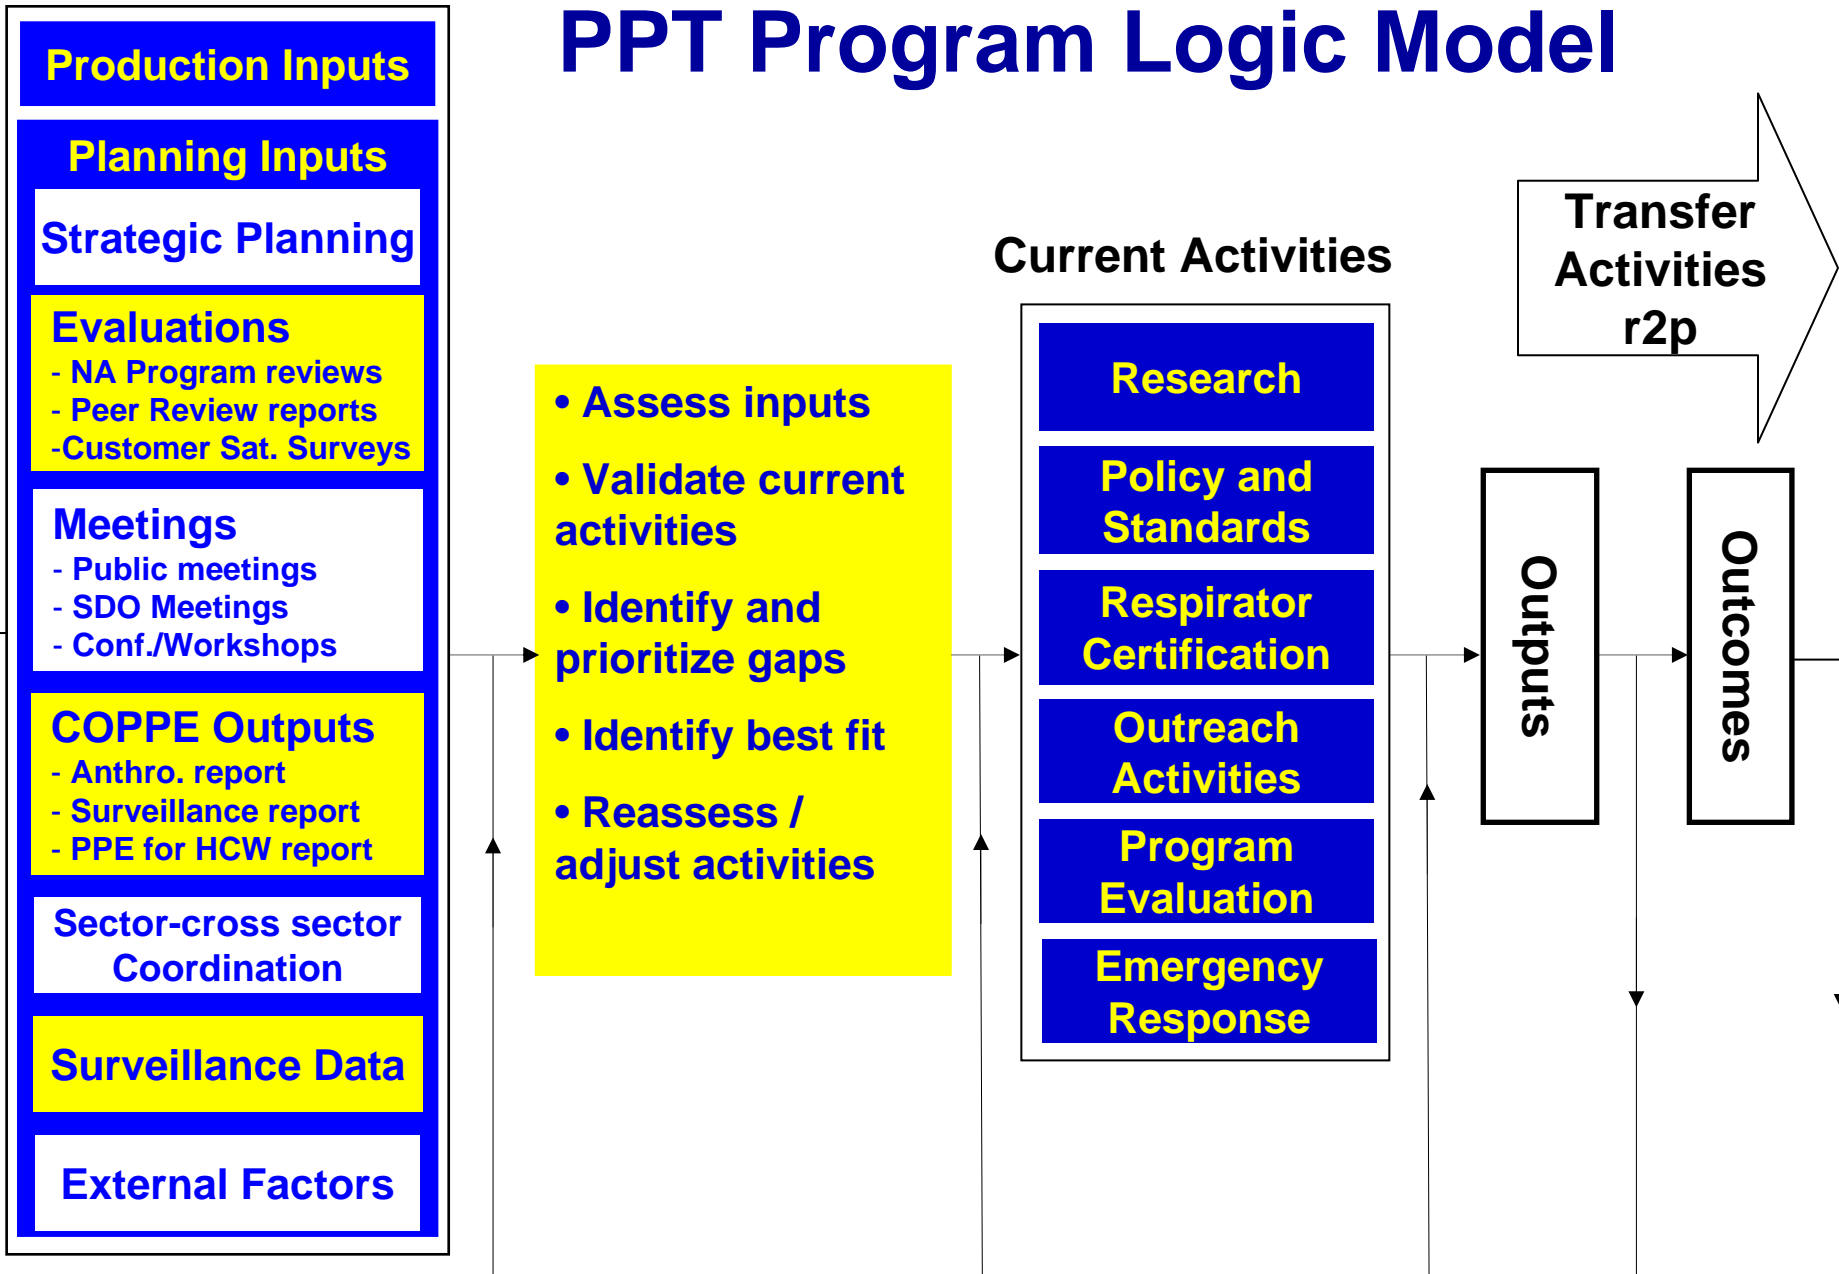 PPT Program Logic Model
Production Inputs
Planning Inputs
Strategic Planning
Evaluations
- NA Program reviews
- Peer Review reports
-Customer Sat. Surveys
Meetings
- Public meetings
- SDO Meetings
- Conf./Workshops
COPPE Outputs
- Anthro. report
- Surveillance report
- PPE for HCW report
Sector-cross sector
Coordination
Surveillance Data
External Factors
• Assess inputs
• Validate current
activities
• Identify and
prioritize gaps
• Identify best fit
• Reassess /
adjust activities
Current Activities
Research
Policy and
Standards
Respirator
Certification
Outreach
Activities
Program
Evaluation
Emergency
Response
Transfer
Activities
r2p
Outputs
Outcomes